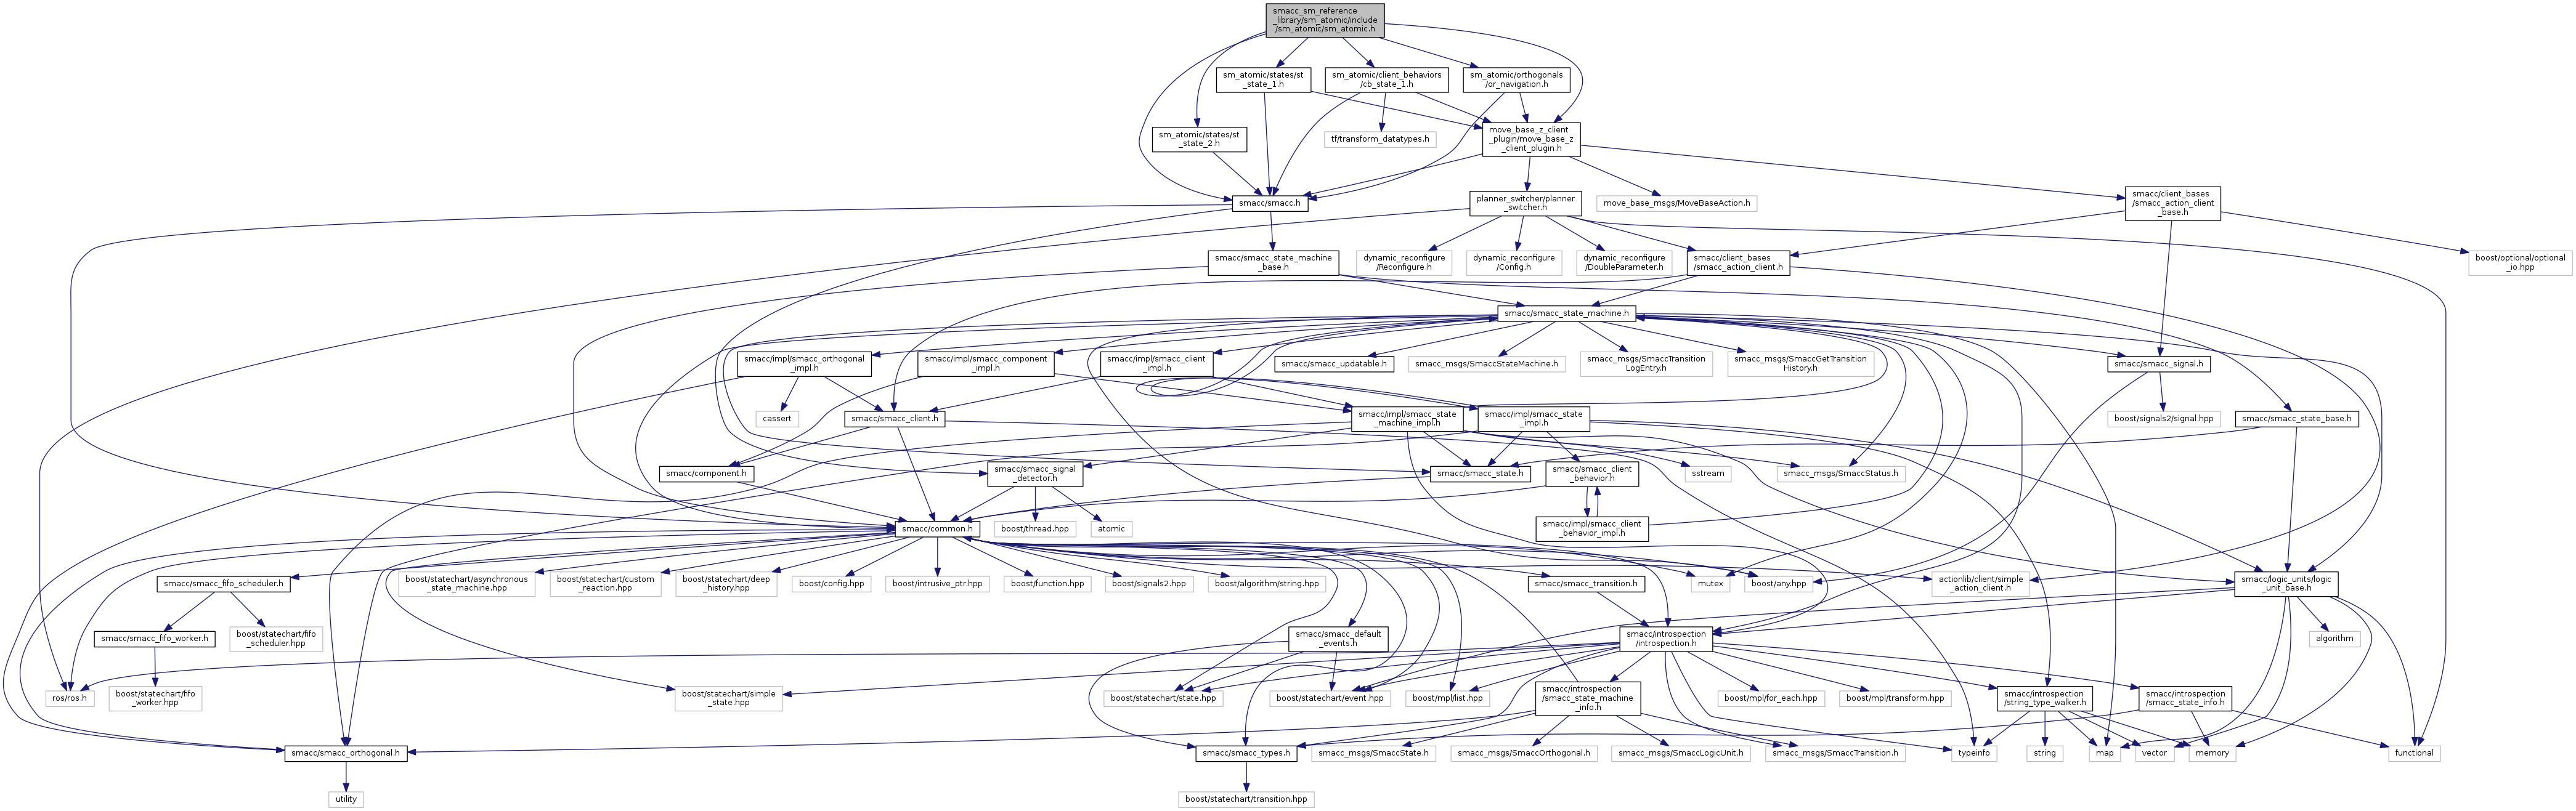 smacc_sm_reference
_library/sm_atomic/include
/sm_atomic/sm_atomic.h
sm_atomic/states/st
_state_1.h
sm_atomic/client_behaviors
/cb_state_1.h
sm_atomic/orthogonals
/or_navigation.h
sm_atomic/states/st
_state_2.h
tf/transform_datatypes.h
move_base_z_client
_plugin/move_base_z
_client_plugin.h
smacc/smacc.h
planner_switcher/planner
_switcher.h
move_base_msgs/MoveBaseAction.h
smacc/client_bases
/smacc_action_client
_base.h
smacc/smacc_state_machine
_base.h
dynamic_reconfigure
/Reconfigure.h
dynamic_reconfigure
/Config.h
dynamic_reconfigure
/DoubleParameter.h
smacc/client_bases
/smacc_action_client.h
boost/optional/optional
_io.hpp
smacc/smacc_state_machine.h
smacc/impl/smacc_orthogonal
_impl.h
smacc/impl/smacc_component
_impl.h
smacc/impl/smacc_client
_impl.h
smacc/smacc_updatable.h
smacc_msgs/SmaccStateMachine.h
smacc_msgs/SmaccTransition
LogEntry.h
smacc_msgs/SmaccGetTransition
History.h
smacc/smacc_signal.h
cassert
smacc/smacc_client.h
smacc/impl/smacc_state
_machine_impl.h
smacc/impl/smacc_state
_impl.h
boost/signals2/signal.hpp
smacc/smacc_state_base.h
smacc/component.h
smacc/smacc_signal
_detector.h
smacc/smacc_state.h
smacc/smacc_client
_behavior.h
sstream
smacc_msgs/SmaccStatus.h
smacc/common.h
boost/thread.hpp
atomic
smacc/impl/smacc_client
_behavior_impl.h
smacc/smacc_fifo_scheduler.h
boost/statechart/asynchronous
_state_machine.hpp
boost/statechart/custom
_reaction.hpp
boost/statechart/deep
_history.hpp
boost/config.hpp
boost/intrusive_ptr.hpp
boost/function.hpp
boost/signals2.hpp
boost/algorithm/string.hpp
smacc/smacc_transition.h
mutex
boost/any.hpp
actionlib/client/simple
_action_client.h
smacc/logic_units/logic
_unit_base.h
smacc/smacc_fifo_worker.h
boost/statechart/fifo
_scheduler.hpp
smacc/smacc_default
_events.h
smacc/introspection
/introspection.h
algorithm
ros/ros.h
boost/statechart/fifo
_worker.hpp
boost/statechart/simple
_state.hpp
boost/statechart/state.hpp
boost/statechart/event.hpp
boost/mpl/list.hpp
smacc/introspection
/smacc_state_machine
_info.h
boost/mpl/for_each.hpp
boost/mpl/transform.hpp
smacc/introspection
/string_type_walker.h
smacc/introspection
/smacc_state_info.h
smacc/smacc_orthogonal.h
smacc/smacc_types.h
smacc_msgs/SmaccState.h
smacc_msgs/SmaccOrthogonal.h
smacc_msgs/SmaccLogicUnit.h
smacc_msgs/SmaccTransition.h
typeinfo
string
map
vector
memory
functional
utility
boost/statechart/transition.hpp